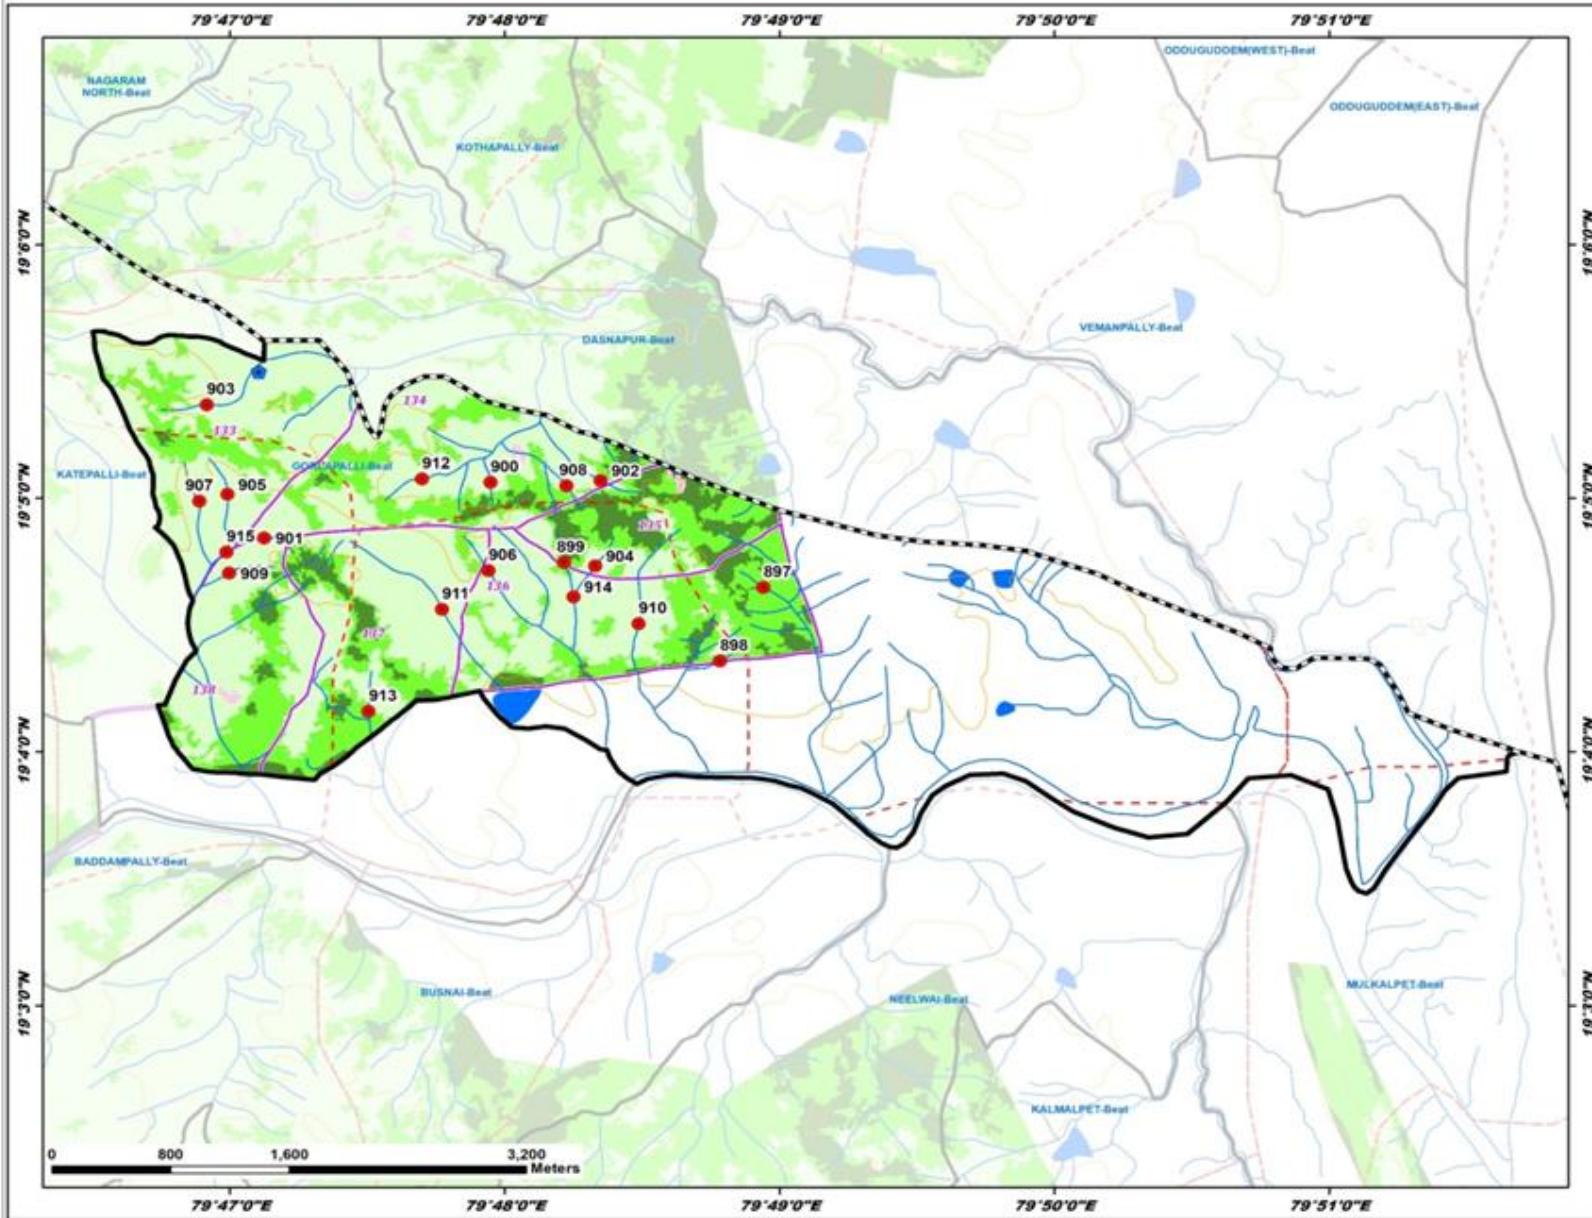 79°47'0"E 79°48'0"E 79°49'0"E 79°50'0"E 79°51'0"E
ODDUGUDDEM(WEST)-Beat
NAGARAM
NORTH-Beat
ODDUGUDDEM(EAST)-Beat
KOTHAPALLY-Beat
19°6'0"N 19°6'0"N
VEMANPALLY-Beat
DASNAPUR-Beat
903
134
133
KATEPALLI-Beat
912
900
908
902
907
905
19°5'0"N 19°5'0"N
135
915
901
906
899
904
909
136
897
911
914
910
137
898
138
913
19°4'0"N 19°4'0"N
BADDAMPALLY-Beat
BUSNAI-Beat
NEELWAI-Beat
MULKALPET-Beat
19°3'0"N 19°3'0"N
KALMALPET-Beat
0 800 1,600 3,200
Meters
79°47'0"E 79°48'0"E 79°49'0"E 79°50'0"E 79°51'0"E